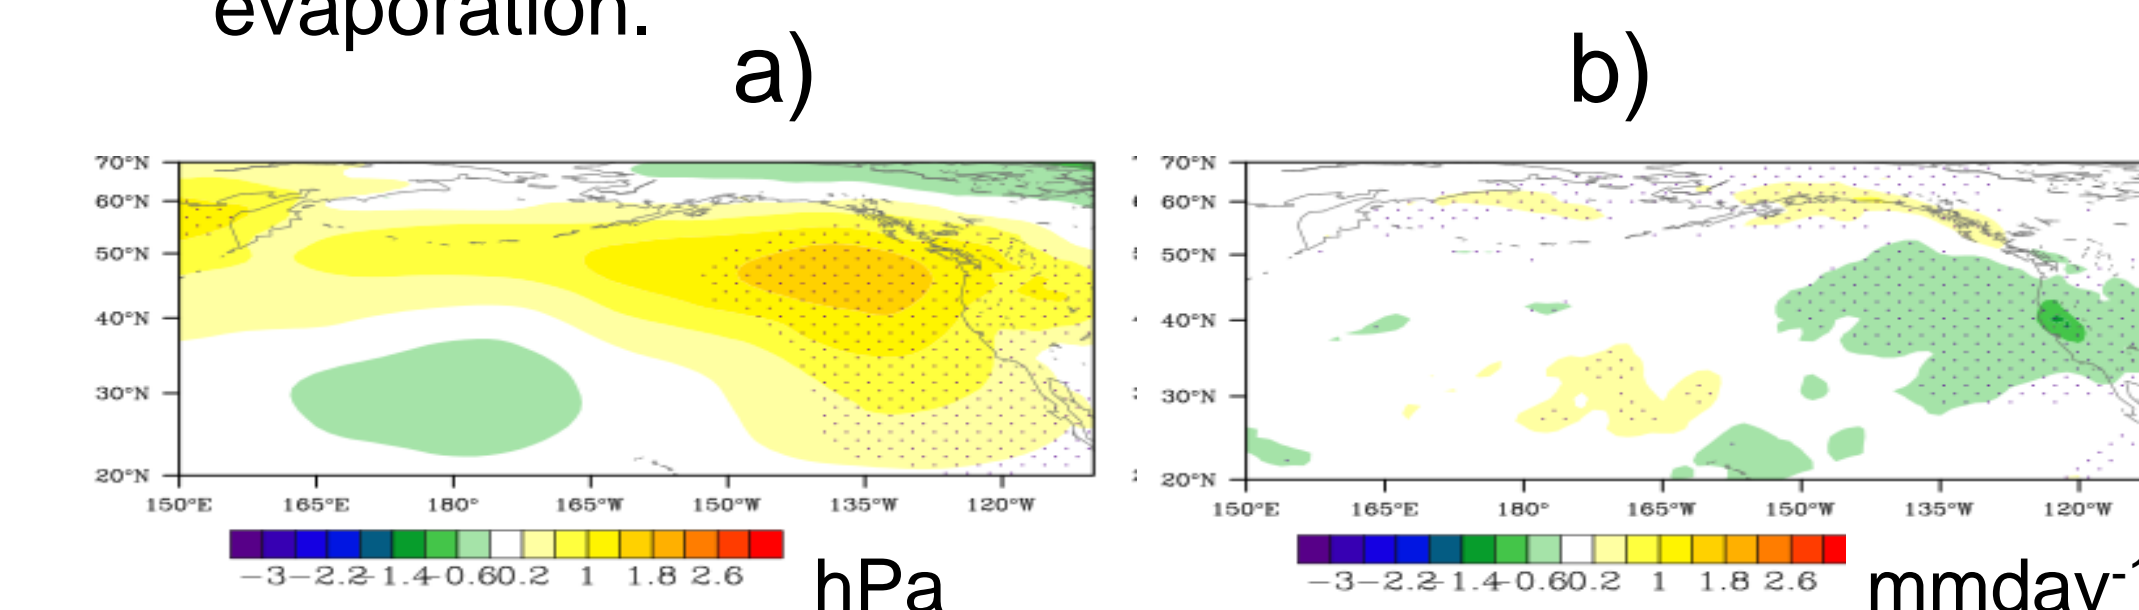 evaporation.
a) b)
70°N 70°N
60°N 60°N
50°N 50°N
40°N 40°N
30°N 30°N
20°N 20°N
150°E 165°E 180° 165°W 150°W 135°W 120°W 150°E 165°E 180° 165°W 150°W 135°W 120°W
-3 -2.2 -1.4 -0.6 0.2 1 1.8 2.6 hPa -3 -2.2 -1.4 -0.6 0.2 1 1.8 2.6 mmday-1